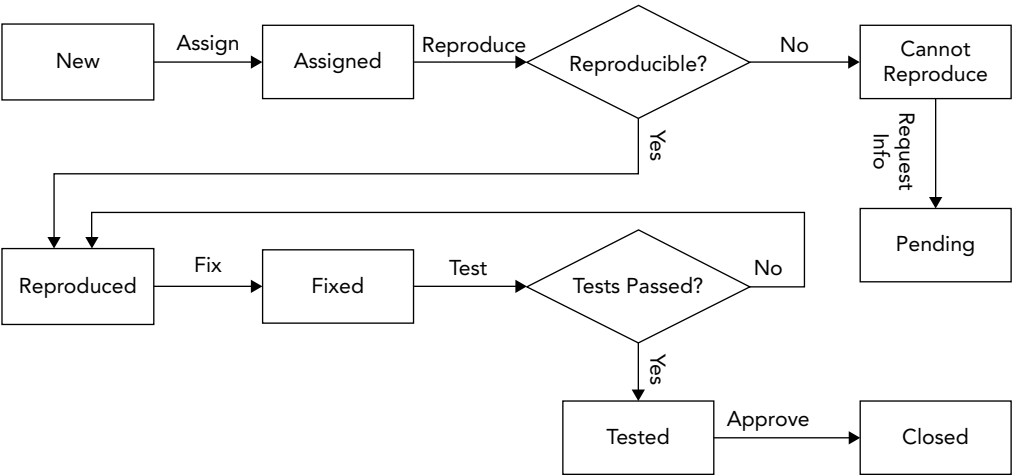 New
Assign
Assigned
Reproduce
Reproducible?
No
Cannot
Reproduce
Yes
Request
Info
Pending
Reproduced
Fix
Fixed
Test
Tests Passed?
No
Yes
Tested
Approve
Closed